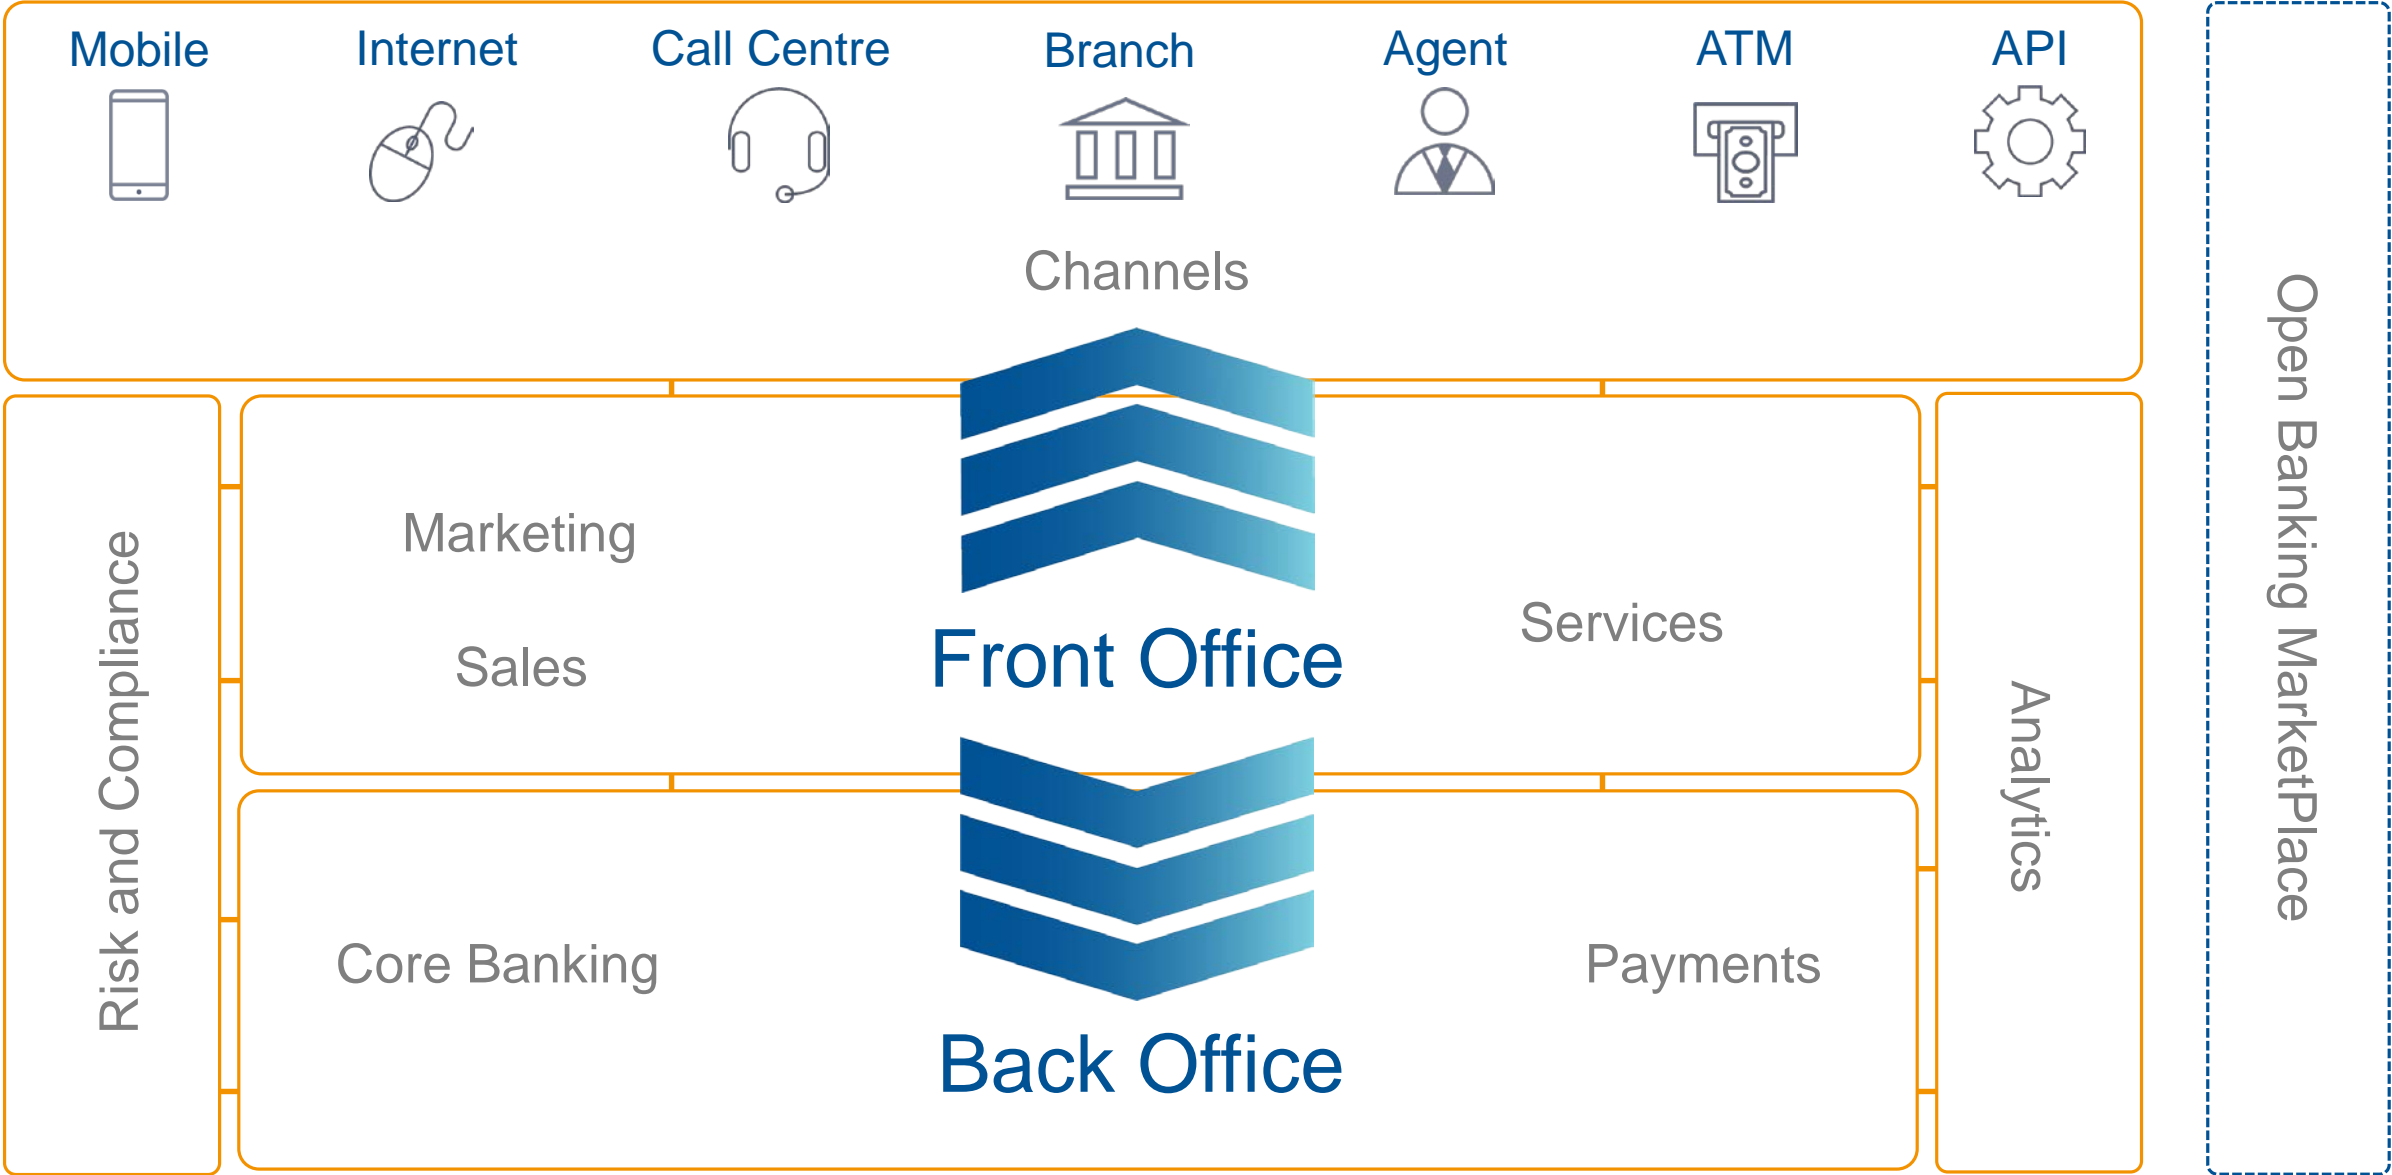 Mobile
Internet
Call Centre
Branch
Agent
ATM
API
Channels
Risk and Compliance
Marketing
Sales
Front Office
Services
Core Banking
Back Office
Payments
Analytics
Open Banking MarketPlace